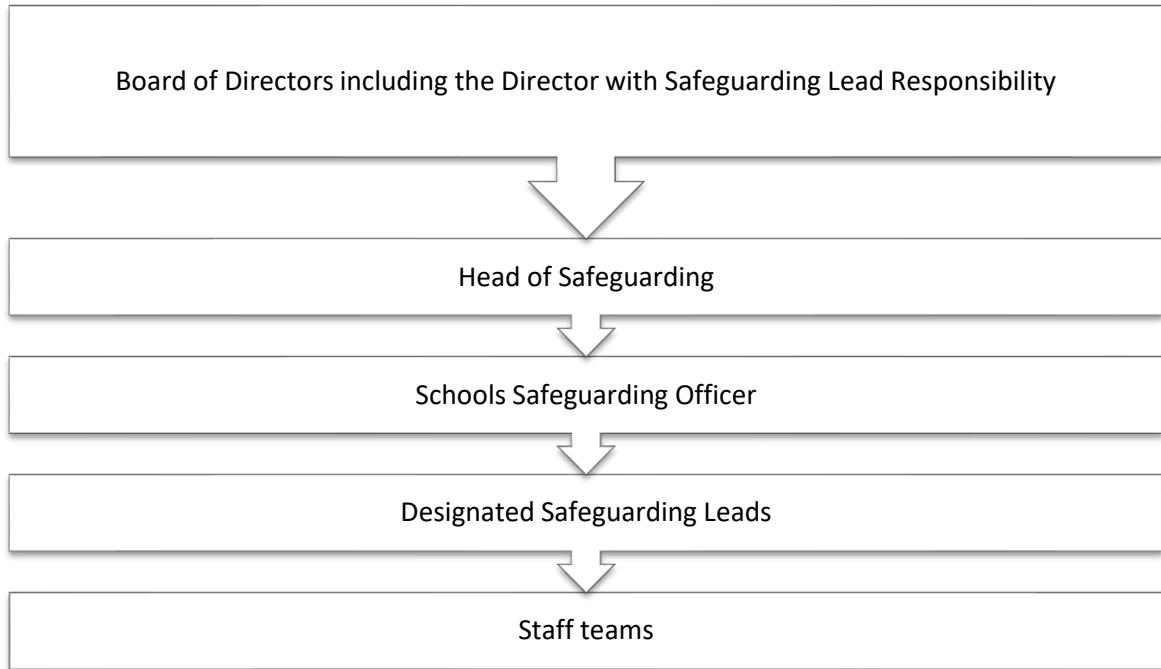 Board of Directors including the Director with Safeguarding Lead Responsibility
Head of Safeguarding
Schools Safeguarding Officer
Designated Safeguarding Leads
Staff teams